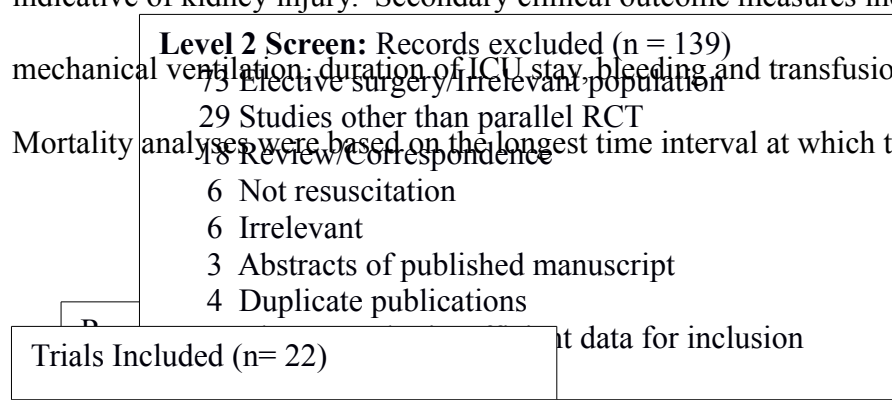 indicative of kidney injury. Secondary clinical outcome measures
Level 2 Screen: Records excluded (n = 139)
mechanical ventilation, duration of ICU stay, bleeding and transfusio
73 Elective surgery/Irrelevant population
29 Studies other than parallel RCT
Mortality analyses were based on the longest time interval at which t
18 Review/Correspondence
6 Not resuscitation
6 Irrelevant
3 Abstracts of published manuscript
4 Duplicate publications
nt data for inclusion
Trials Included (n= 22)